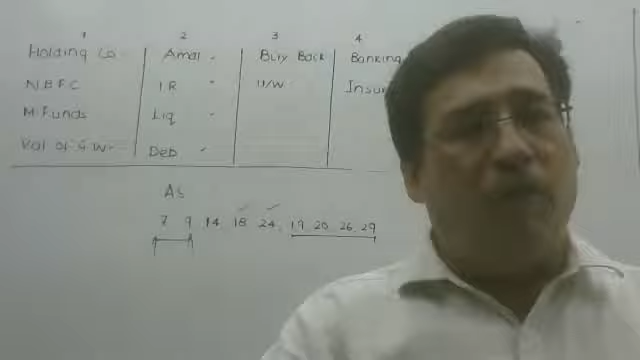 1 2 3 4
Holding Co. Amal. Buy Back Banking
N.B.F.C I R U/W Insu
M.Funds Liq
Val of G.W. Deb
AS
7 9 14 18 ✓ 24 ✓ 19 20 26 29